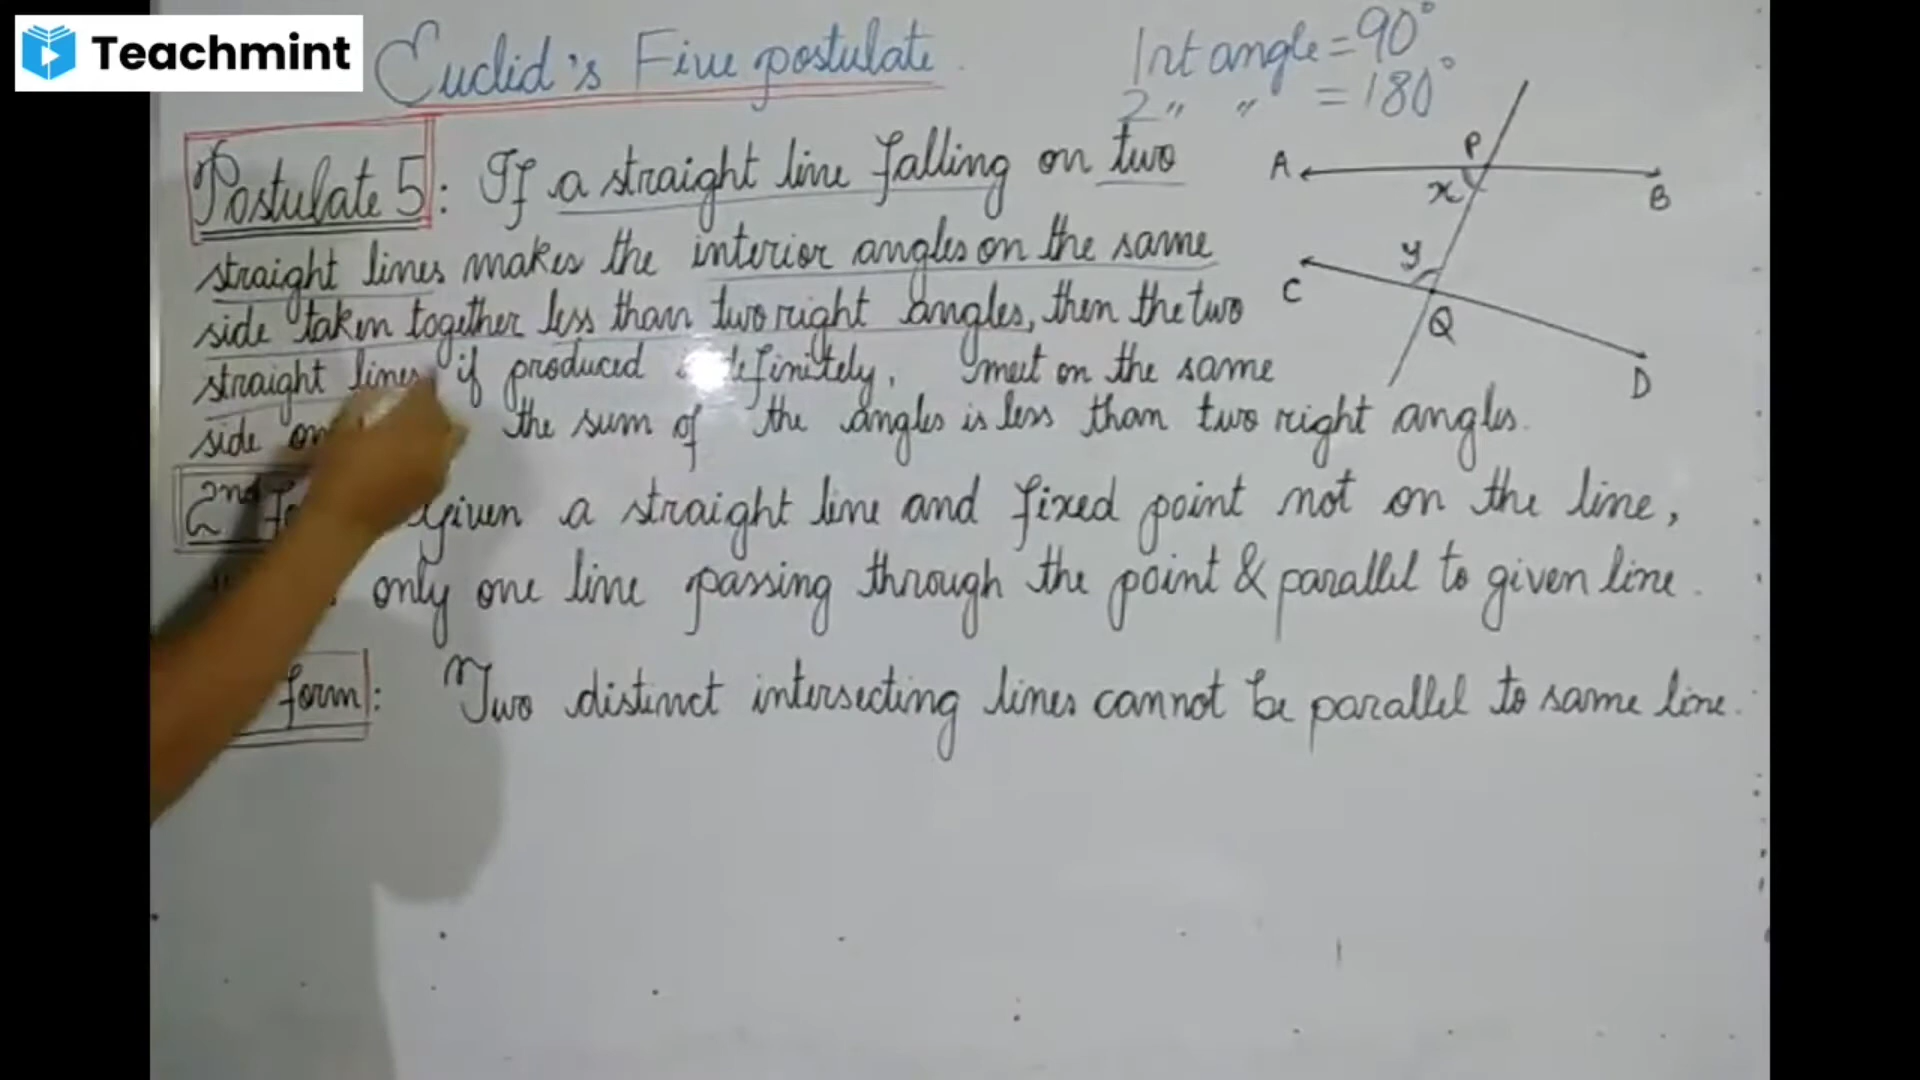 Teachmint
Euclid's Five postulate.
Int angle = 90°
2 " " = 180°
Postulate 5: If a straight line falling on two
straight lines makes the interior angles on the same
side taken together less than two right angles, then the two
straight lines if produced definitely, meet on the same
side on the sum of the angles is less than two right angles.
2nd given a straight line and fixed point not on the line,
only one line passing through the point & parallel to given line.
form: Two distinct intersecting lines cannot be parallel to same line.
P
A
x
B
y
C
Q
D